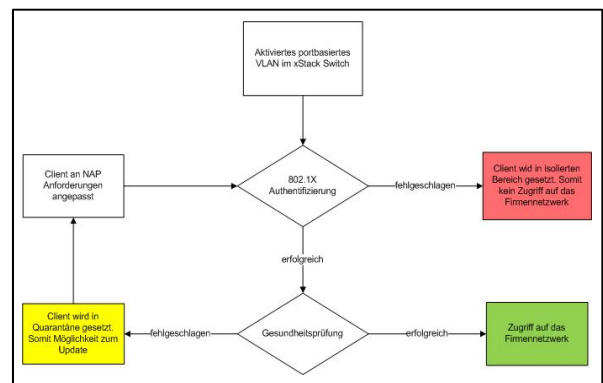 Aktiviertes portbasiertes
VLAN im xStack Switch
Client an NAP
Anforderungen
angepasst
802.1X
Authentifizierung
fehlgeschlagen
Client wid in isolierten
Bereich gesetzt. Somit
kein Zugriff auf das
Firmennetzwerk
erfolgreich
Client wird in
Quarantäne gesetzt.
Somit Möglichkeit zum
Update
fehlgeschlagen
Gesundheitsprüfung
erfolgreich
Zugriff auf das
Firmennetzwerk